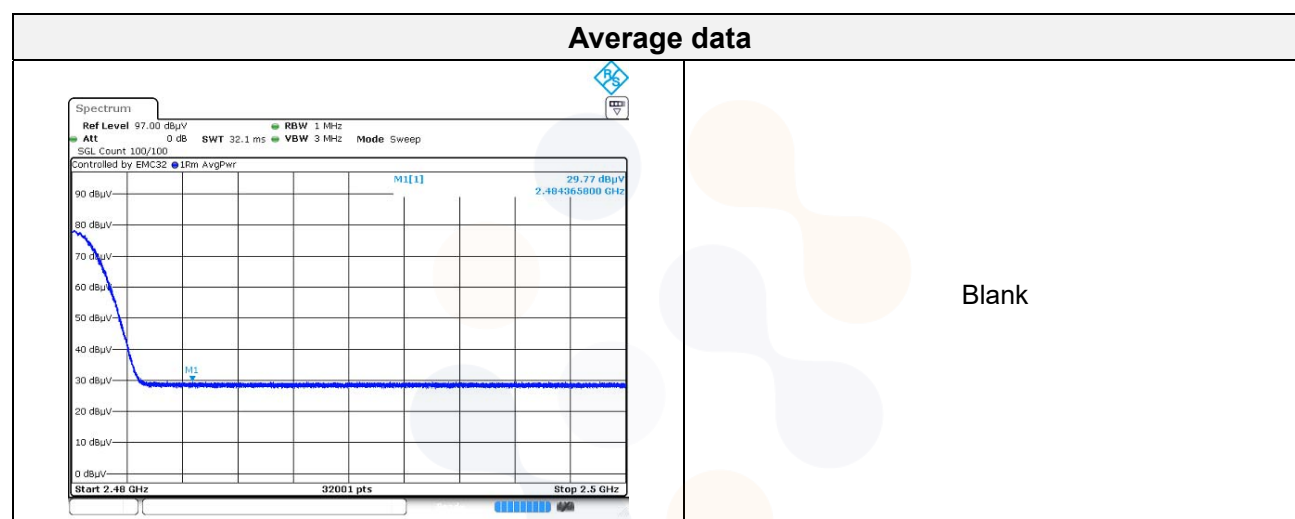 Average data
R&S
Spectrum
Ref Level 97.00 dBµV RBW 1 MHz
Att 0 dB SWT 32.1 ms VBW 3 MHz Mode Sweep
SGL Count 100/100
Controlled by EMC32 1Rm AvgPwr
M1[1] 29.77 dBµV
2.484365800 GHz
90 dBµV
80 dBµV
70 dBµV
60 dBµV
50 dBµV
40 dBµV
M1
30 dBµV
20 dBµV
10 dBµV
0 dBµV
Start 2.48 GHz 32001 pts Stop 2.5 GHz
Blank